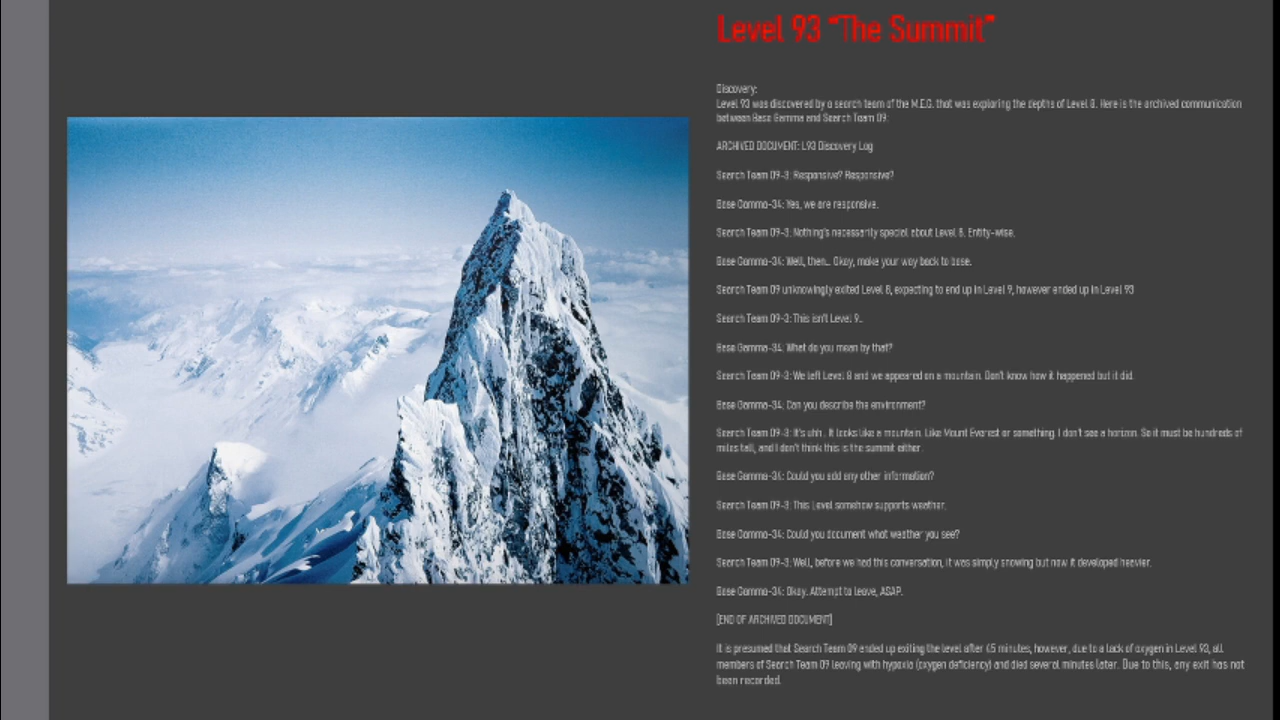 Level 93 “The Summit”
Discovery:
Level 93 was discovered by a search team of the M.E.G. that was exploring the depths of Level 8. Here is the archived communication
between Base Gamma and Search Team 09:
ARCHIVED DOCUMENT: L93 Discovery Log
Search Team 09-3: Responsive? Responsive?
Base Gamma-34: Yes, we are responsive.
Search Team 09-3: Nothing's necessarily special about Level 8. Entity-wise.
Base Gamma-34: Well, then... Okay, make your way back to base.
Search Team 09 unknowingly exited Level 8, expecting to end up in Level 9, however ended up in Level 93
Search Team 09-3: This isn't Level 9..
Base Gamma-34: What do you mean by that?
Search Team 09-3: We left Level 8 and we appeared on a mountain. Don't know how it happened but it did.
Base Gamma-34: Can you describe the environment?
Search Team 09-3: It's uhh.. It looks like a mountain. Like Mount Everest or something. I don't see a horizon. So it must be hundreds of
miles tall, and I don't think this is the summit either.
Base Gamma-34: Could you add any other information?
Search Team 09-3: This Level somehow supports weather.
Base Gamma-34: Could you document what weather you see?
Search Team 09-3: Well, before we had this conversation, it was simply snowing but now it developed heavier.
Base Gamma-34: Okay. Attempt to leave, ASAP.
[END OF ARCHIVED DOCUMENT]
It is presumed that Search Team 09 ended up exiting the level after 45 minutes, however, due to a lack of oxygen in Level 93, all
members of Search Team 09 leaving with hypoxia (oxygen deficiency) and died several minutes later. Due to this, any exit has not
been recorded.